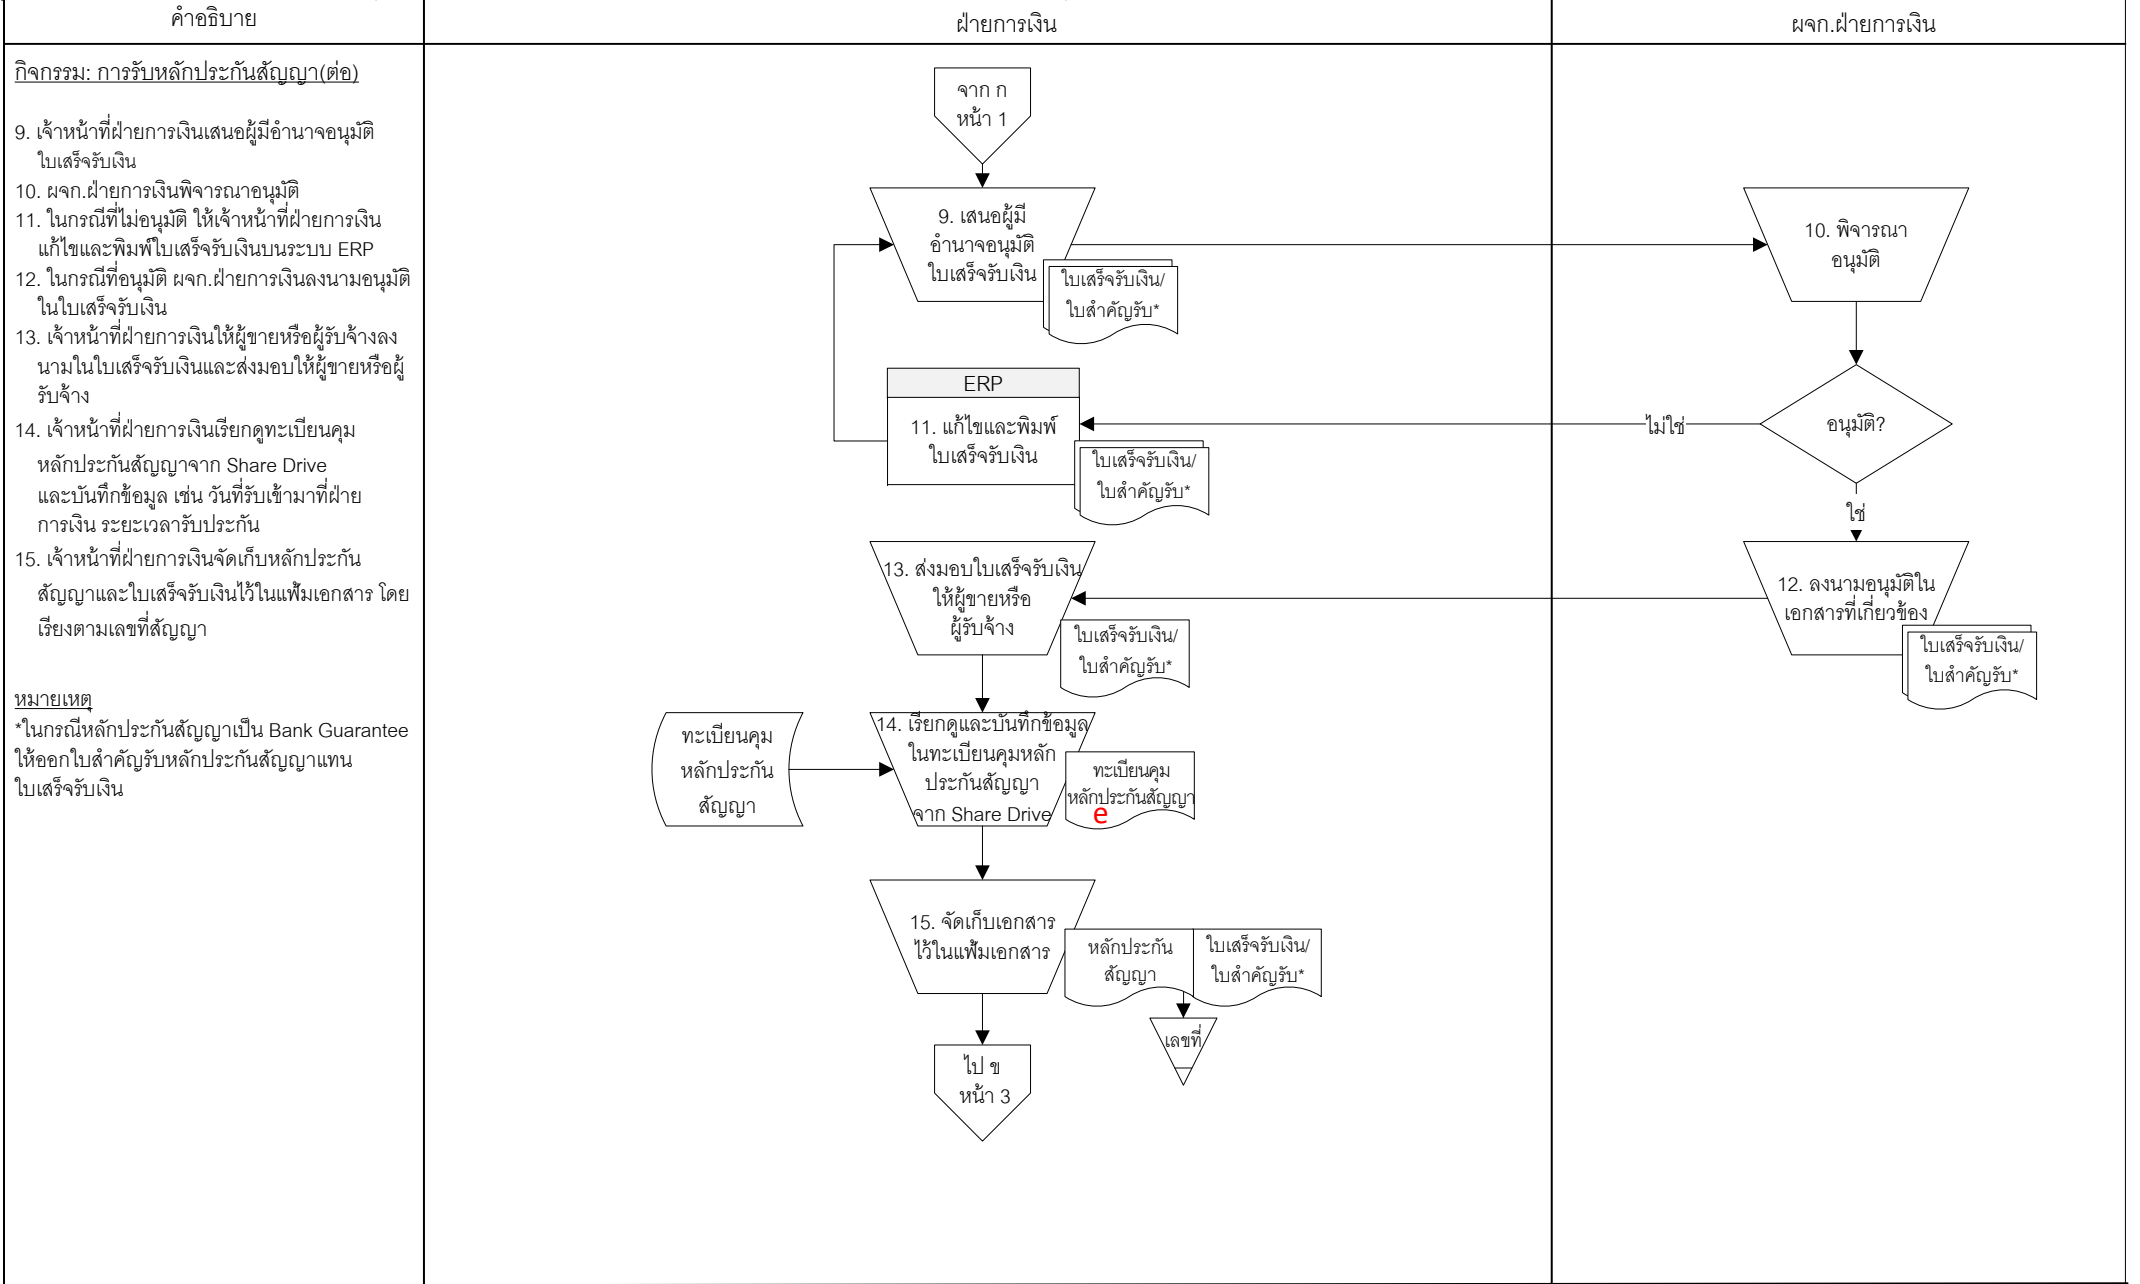 คำอธิบาย
ฝ่ายการเงิน
ผจก.ฝ่ายการเงิน
กิจกรรม: การรับหลักประกันสัญญา(ต่อ)
9. เจ้าหน้าที่ฝ่ายการเงินเสนอผู้มีอำนาจอนุมัติ
ใบเสร็จรับเงิน
10. ผจก.ฝ่ายการเงินพิจารณาอนุมัติ
11. ในกรณีที่ไม่อนุมัติ ให้เจ้าหน้าที่ฝ่ายการเงิน
แก้ไขและพิมพ์ใบเสร็จรับเงินบนระบบ ERP
12. ในกรณีที่อนุมัติ ผจก.ฝ่ายการเงินลงนามอนุมัติ
ในใบเสร็จรับเงิน
13. เจ้าหน้าที่ฝ่ายการเงินให้ผู้ขายหรือผู้รับจ้างลง
นามในใบเสร็จรับเงินและส่งมอบให้ผู้ขายหรือผู้
รับจ้าง
14. เจ้าหน้าที่ฝ่ายการเงินเรียกดูทะเบียนคุม
หลักประกันสัญญาจาก Share Drive
และบันทึกข้อมูล เช่น วันที่รับเข้ามาที่ฝ่าย
การเงิน ระยะเวลารับประกัน
15. เจ้าหน้าที่ฝ่ายการเงินจัดเก็บหลักประกัน
สัญญาและใบเสร็จรับเงินไว้ในแฟ้มเอกสาร โดย
เรียงตามเลขที่สัญญา
หมายเหตุ
*ในกรณีหลักประกันสัญญาเป็น Bank Guarantee
ให้ออกใบสำคัญรับหลักประกันสัญญาแทน
ใบเสร็จรับเงิน
จาก ก
หน้า 1
9. เสนอผู้มี
อำนาจอนุมัติ
ใบเสร็จรับเงิน
ใบเสร็จรับเงิน/
ใบสำคัญรับ*
10. พิจารณา
อนุมัติ
ERP
11. แก้ไขและพิมพ์
ใบเสร็จรับเงิน
ใบเสร็จรับเงิน/
ใบสำคัญรับ*
ไม่ใช่
อนุมัติ?
ใช่
13. ส่งมอบใบเสร็จรับเงิน
ให้ผู้ขายหรือ
ผู้รับจ้าง
ใบเสร็จรับเงิน/
ใบสำคัญรับ*
12. ลงนามอนุมัติใน
เอกสารที่เกี่ยวข้อง
ใบเสร็จรับเงิน/
ใบสำคัญรับ*
ทะเบียนคุม
หลักประกัน
สัญญา
14. เรียกดูและบันทึกข้อมูล
ในทะเบียนคุมหลัก
ประกันสัญญา
จาก Share Drive
ทะเบียนคุม
หลักประกันสัญญา
e
15. จัดเก็บเอกสาร
ไว้ในแฟ้มเอกสาร
หลักประกัน
สัญญา
ใบเสร็จรับเงิน/
ใบสำคัญรับ*
เลขที่
ไป ข
หน้า 3